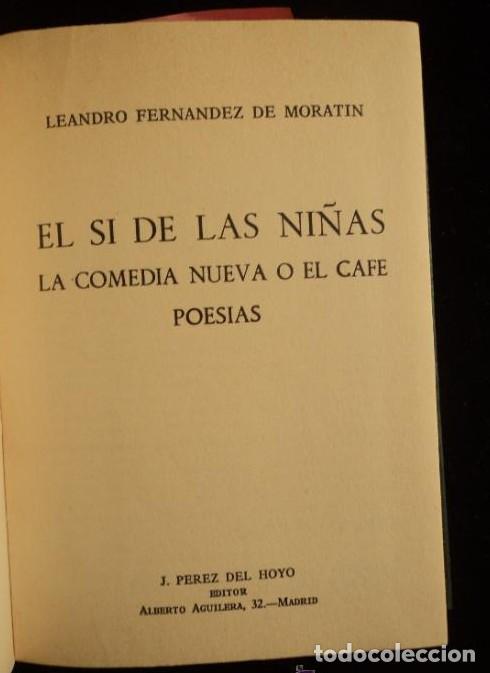 LEANDRO FERNANDEZ DE MORATIN
EL SI DE LAS NIÑAS
LA COMEDIA NUEVA O EL CAFE
POESIAS
J. PEREZ DEL HOYO
EDITOR
ALBERTO AGUILERA, 32.—MADRID
todocoleccion.net